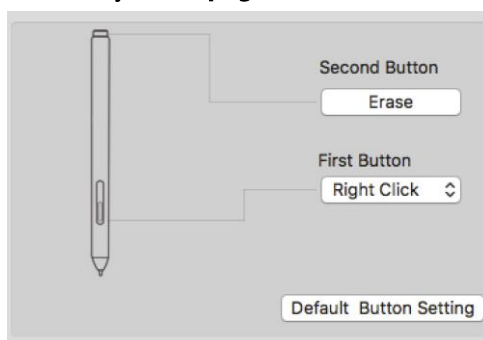 Second Button
Erase
First Button
Right Click
Default Button Setting